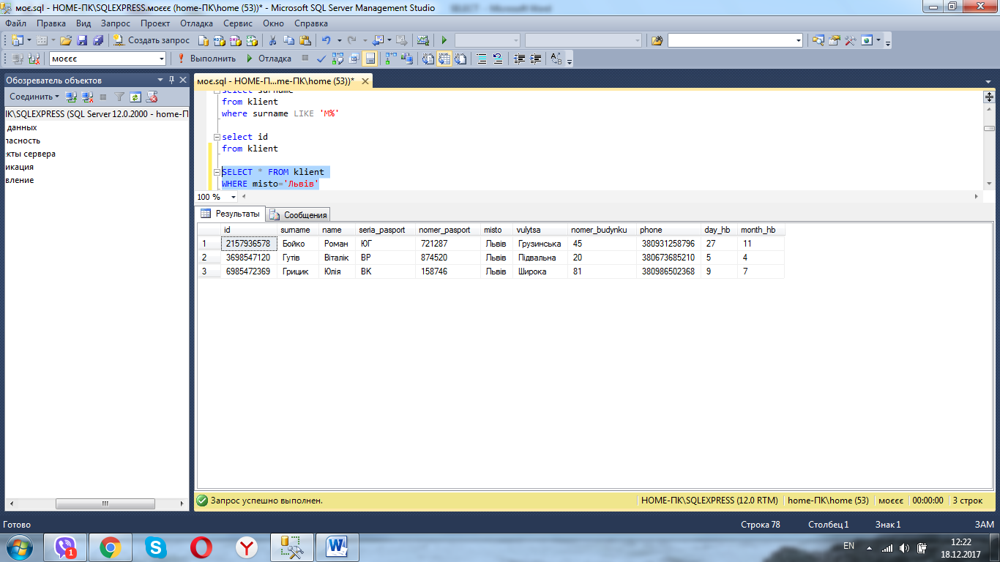 моє.sql - HOME-ПК\SQLEXPRESS.моєєє (home-ПК\home (53))* - Microsoft SQL Server Management Studio
Файл Правка Вид Запрос Проект Отладка Сервис Окно Справка
Создать запрос
моєєє Выполнить Отладка
Обозреватель объектов
Соединить
ПК\SQLEXPRESS (SQL Server 12.0.2000 - home-П
данных
пасность
екты сервера
ликация
вление
моє.sql - HOME-П...me-ПК\home (53))*
select surname
from klient
where surname LIKE 'М%'
select id
from klient
SELECT * FROM klient
WHERE misto='Львів'
100 %
Результаты Сообщения
id surname name seria_pasport nomer_pasport misto vulytsa nomer_budynku phone day_hb month_hb
1 2157936578 Бойко Роман ЮГ 721287 Львів Грузинська 45 380931258796 27 11
2 3698547120 Гутів Віталік ВР 874520 Львів Підвальна 20 380673685210 5 4
3 6985472369 Грицик Юлія ВК 158746 Львів Широка 81 380986502368 9 7
Запрос успешно выполнен. HOME-ПК\SQLEXPRESS (12.0 RTM) home-ПК\home (53) моєєє 00:00:00 3 строк
Готово Строка 78 Столбец 1 Знак 1 ЗАМ
1
EN
12:22
18.12.2017